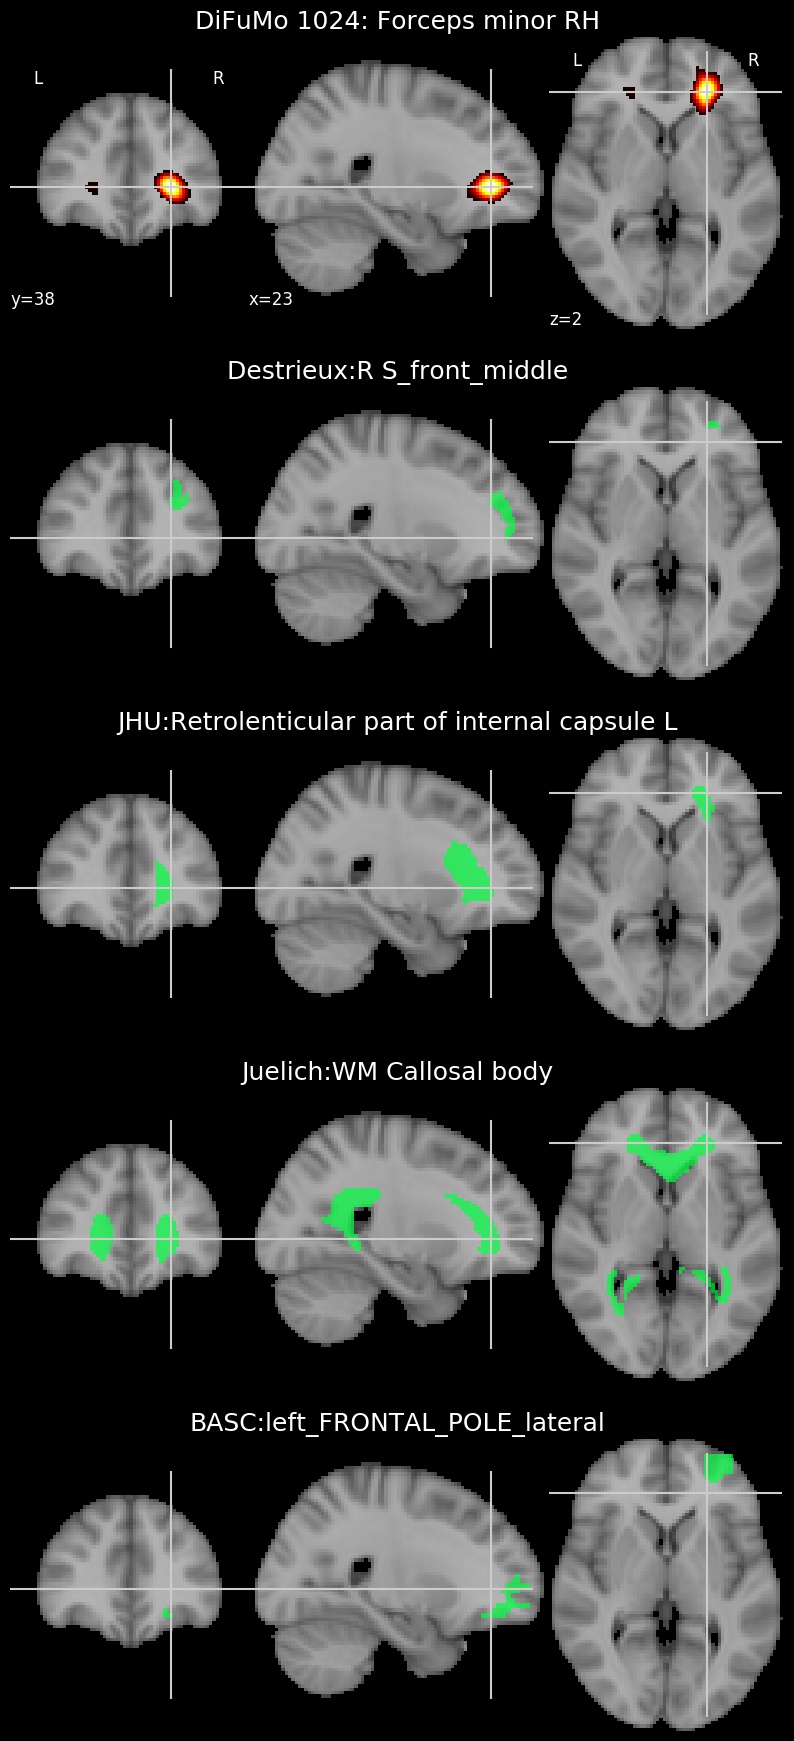 DiFuMo 1024: Forceps minor RH
L R
L R
y=38
x=23
z=2
Destrieux:R S_front_middle
JHU:Retrolenticular part of internal capsule L
Juelich:WM Callosal body
BASC:left_FRONTAL_POLE_lateral